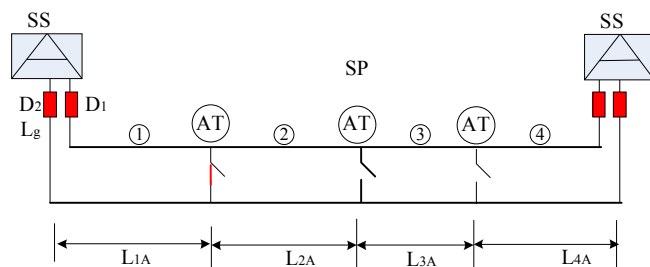 SS
SS
SP
D2
D1
Lg
AT
AT
AT
①
②
③
④
L1A
L2A
L3A
L4A